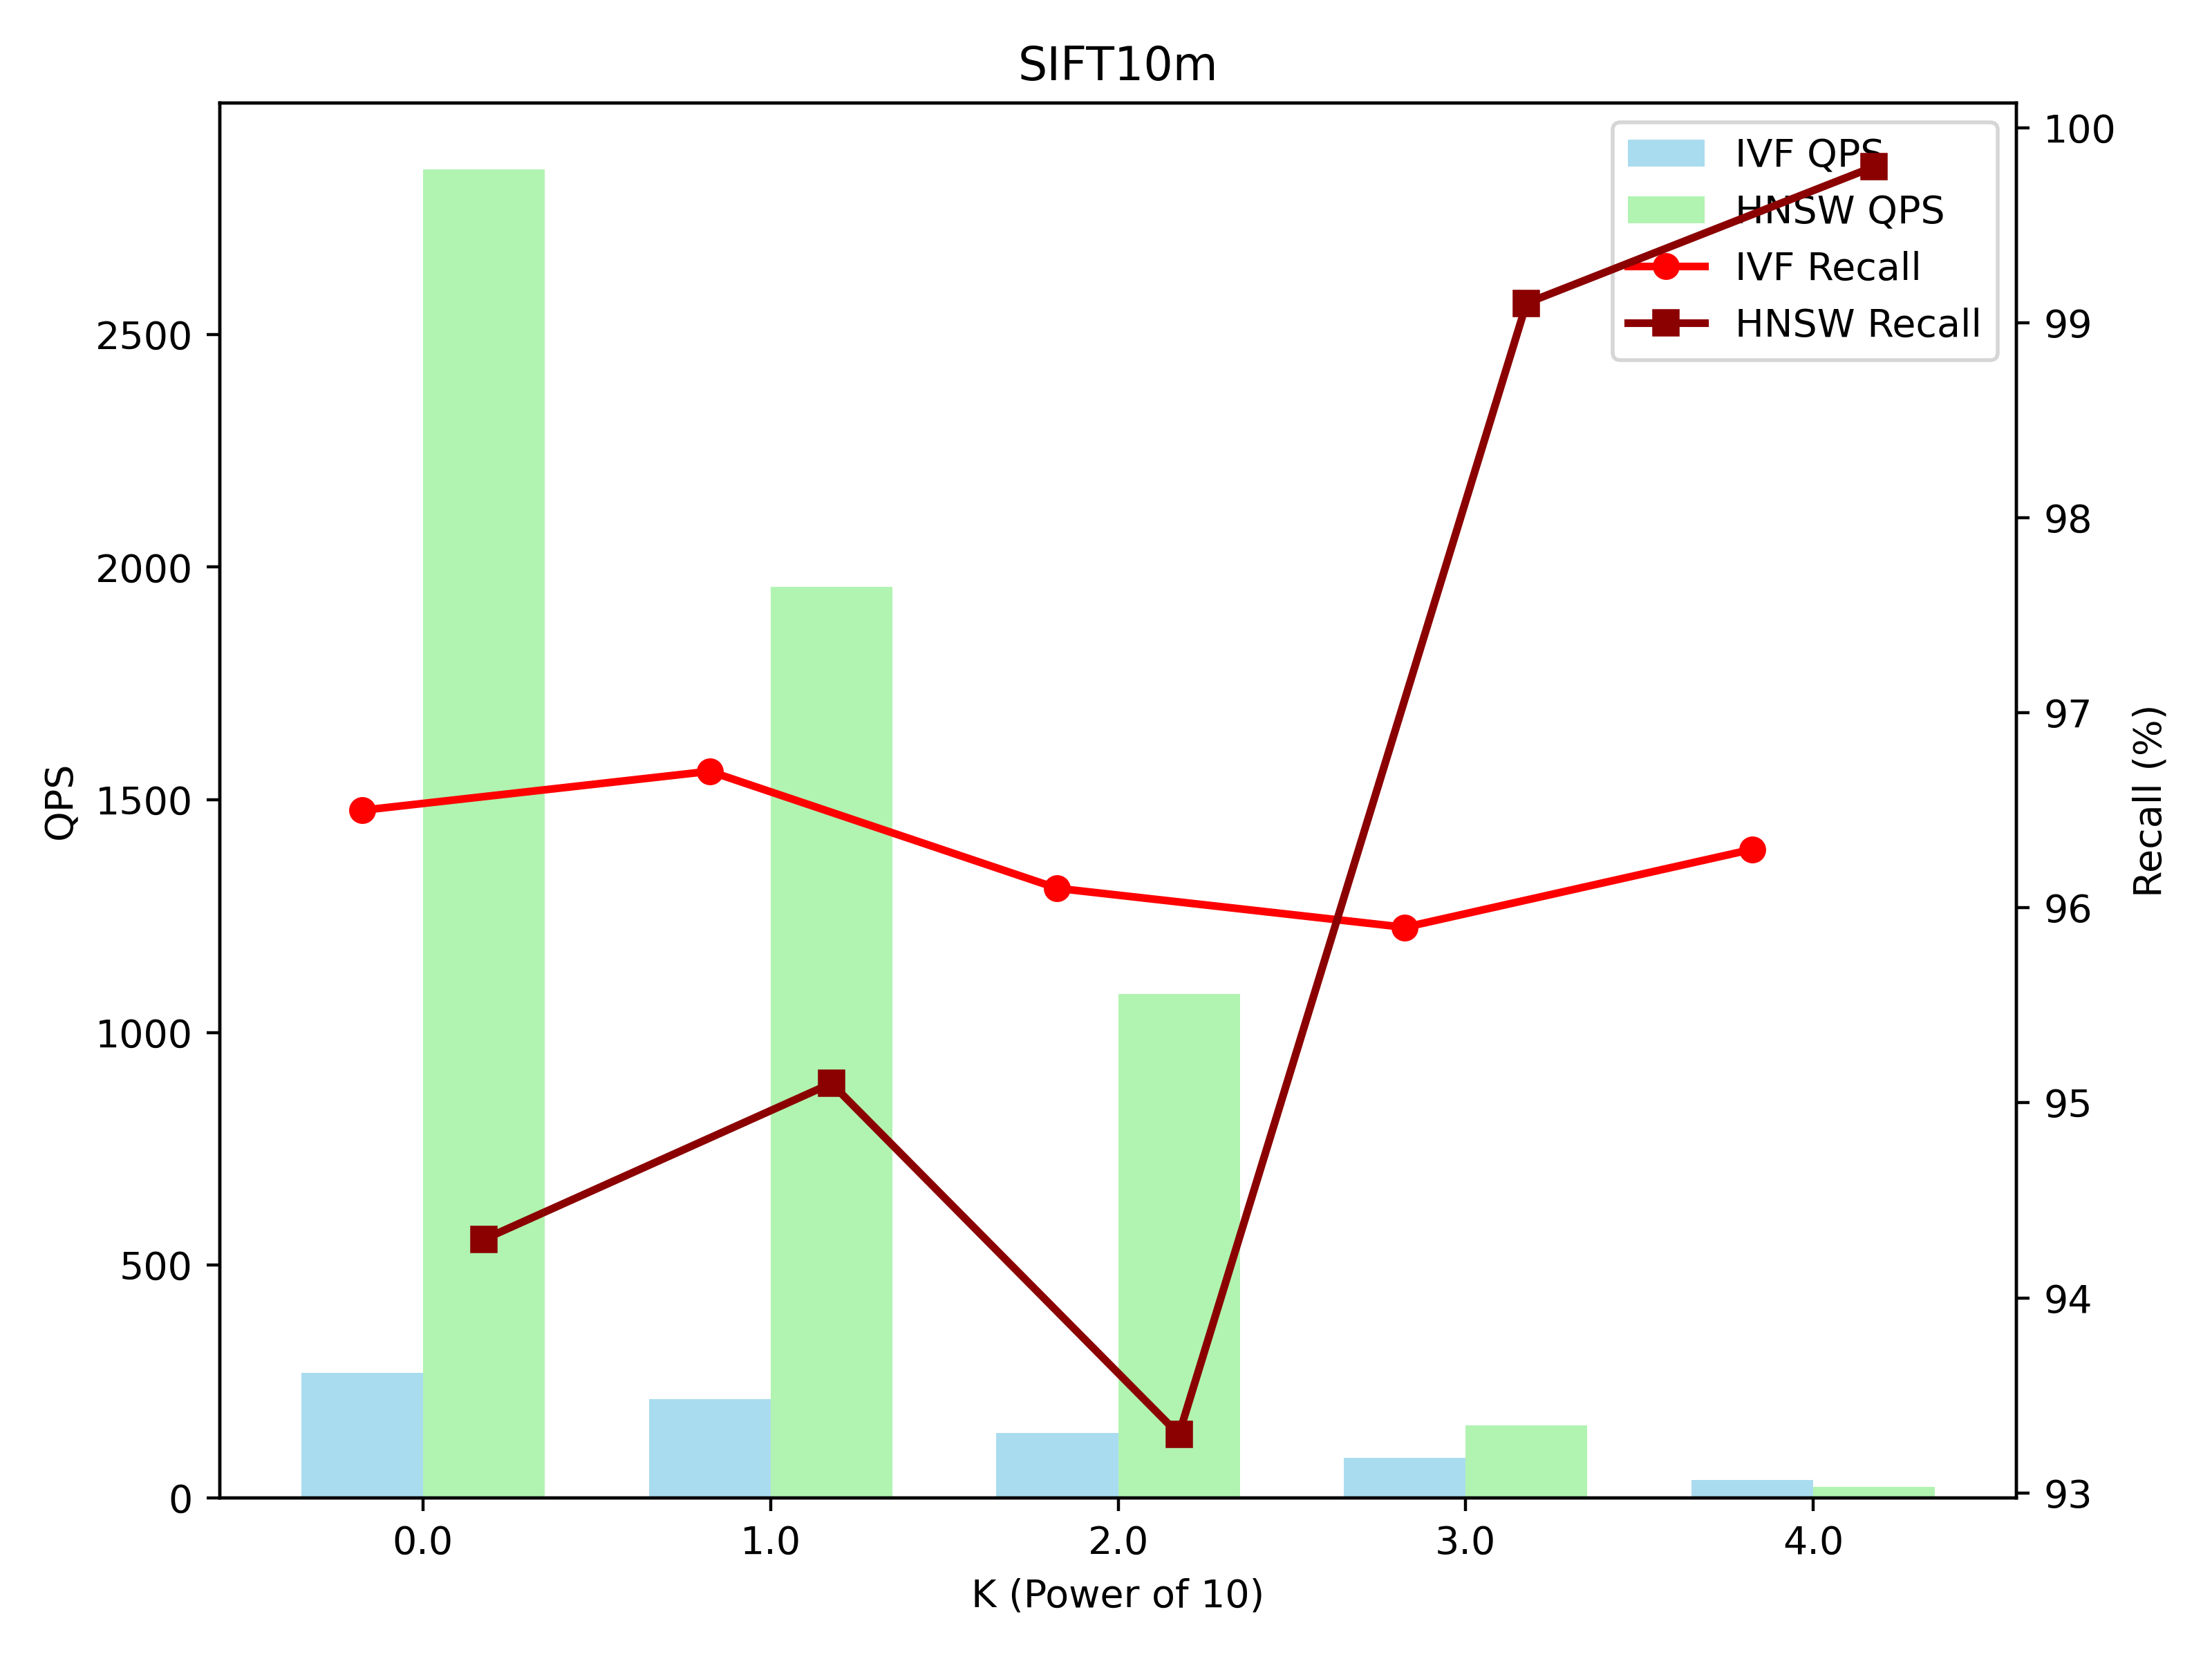 SIFT10m
IVF QPS
HNSW QPS
IVF Recall
HNSW Recall
2500
2000
1500
1000
500
0
QPS
100
99
98
97
96
95
94
93
Recall (%)
0.0 1.0 2.0 3.0 4.0
K (Power of 10)